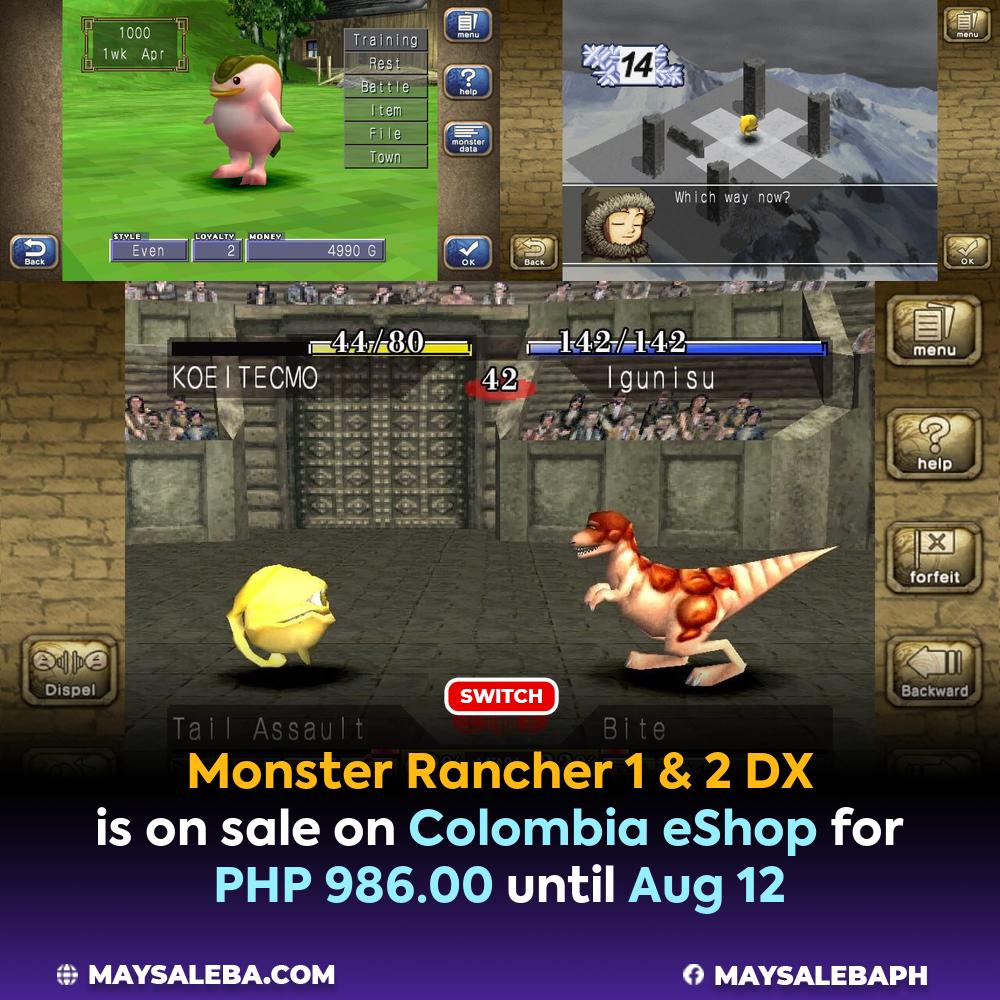 1000
1wk Apr
Training
Rest
Battle
Item
File
Town
menu
help
monster data
STYLE
Even
LOYALTY
2
MONEY
4990 G
Back
OK
14
Which way now?
menu
Back
OK
44/80
142/142
KOEITECMO
42
Igunisu
menu
help
forfeit
Dispel
Backward
SWITCH
Tail Assault
Bite
Monster Rancher 1 & 2 DX
is on sale on Colombia eShop for
PHP 986.00 until Aug 12
MAYSALEBA.COM
MAYSALEBAPH